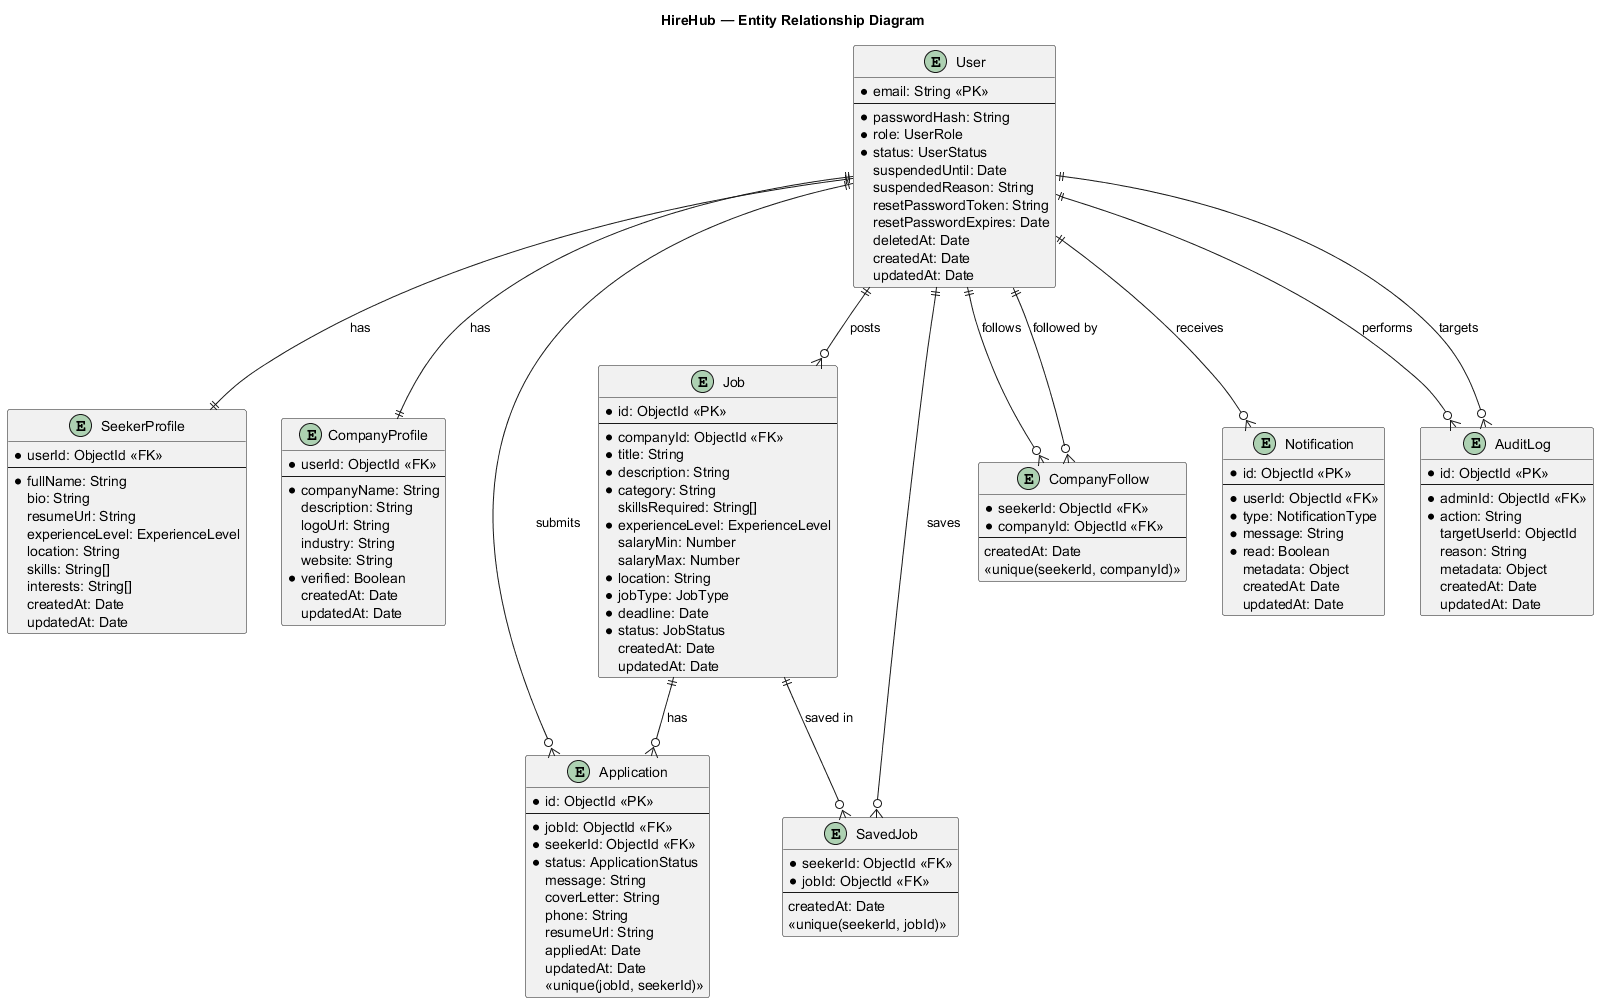 HireHub — Entity Relationship Diagram
E User
email: String «PK»
passwordHash: String
role: UserRole
status: UserStatus
suspendedUntil: Date
suspendedReason: String
resetPasswordToken: String
resetPasswordExpires: Date
deletedAt: Date
createdAt: Date
updatedAt: Date
has
has
submits
posts
saves
follows
followed by
receives
performs
targets
E SeekerProfile
userId: ObjectId «FK»
fullName: String
bio: String
resumeUrl: String
experienceLevel: ExperienceLevel
location: String
skills: String[]
interests: String[]
createdAt: Date
updatedAt: Date
E CompanyProfile
userId: ObjectId «FK»
companyName: String
description: String
logoUrl: String
industry: String
website: String
verified: Boolean
createdAt: Date
updatedAt: Date
E Job
id: ObjectId «PK»
companyId: ObjectId «FK»
title: String
description: String
category: String
skillsRequired: String[]
experienceLevel: ExperienceLevel
salaryMin: Number
salaryMax: Number
location: String
jobType: JobType
deadline: Date
status: JobStatus
createdAt: Date
updatedAt: Date
E CompanyFollow
seekerId: ObjectId «FK»
companyId: ObjectId «FK»
createdAt: Date
«unique(seekerId, companyId)»
E Notification
id: ObjectId «PK»
userId: ObjectId «FK»
type: NotificationType
message: String
read: Boolean
metadata: Object
createdAt: Date
updatedAt: Date
E AuditLog
id: ObjectId «PK»
adminId: ObjectId «FK»
action: String
targetUserId: ObjectId
reason: String
metadata: Object
createdAt: Date
updatedAt: Date
has
saved in
E Application
id: ObjectId «PK»
jobId: ObjectId «FK»
seekerId: ObjectId «FK»
status: ApplicationStatus
message: String
coverLetter: String
phone: String
resumeUrl: String
appliedAt: Date
updatedAt: Date
«unique(jobId, seekerId)»
E SavedJob
seekerId: ObjectId «FK»
jobId: ObjectId «FK»
createdAt: Date
«unique(seekerId, jobId)»